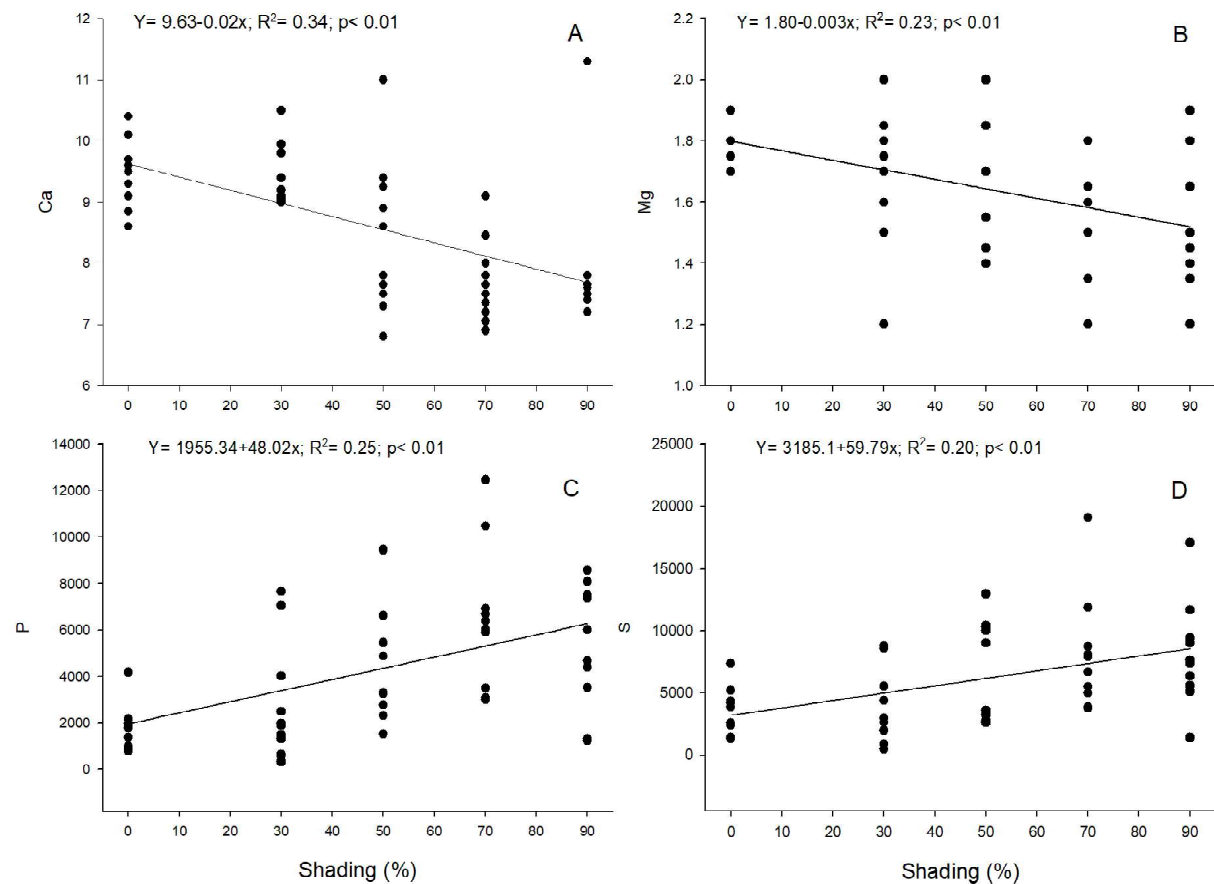 Y= 9.63-0.02x; R²= 0.34; p< 0.01
A
12
11
10
9
8
7
6
Ca
0 10 20 30 40 50 60 70 80 90
Y= 1.80-0.003x; R²= 0.23; p< 0.01
B
2.2
2.0
1.8
1.6
1.4
1.2
1.0
Mg
0 10 20 30 40 50 60 70 80 90
Y= 1955.34+48.02x; R²= 0.25; p< 0.01
C
14000
12000
10000
8000
6000
4000
2000
0
P
0 10 20 30 40 50 60 70 80 90
Shading (%)
Y= 3185.1+59.79x; R²= 0.20; p< 0.01
D
25000
20000
15000
10000
5000
0
S
0 10 20 30 40 50 60 70 80 90
Shading (%)